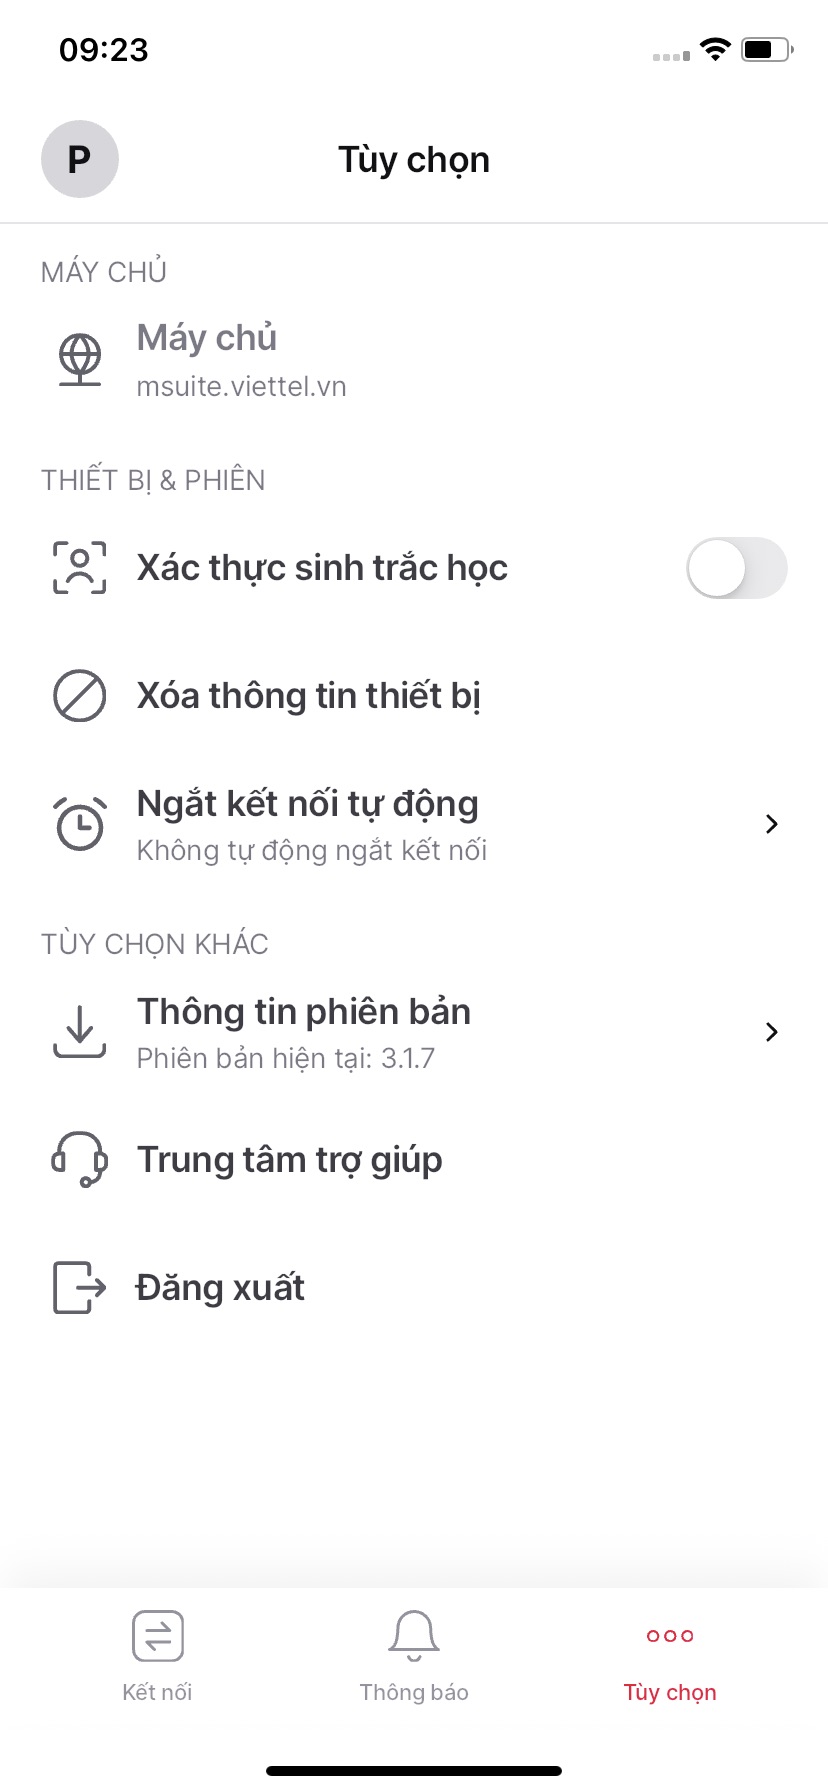 09:23
P
Tùy chọn
MÁY CHỦ
Máy chủ
msuite.viettel.vn
THIẾT BỊ & PHIÊN
Xác thực sinh trắc học
Xóa thông tin thiết bị
Ngắt kết nối tự động
Không tự động ngắt kết nối
TÙY CHỌN KHÁC
Thông tin phiên bản
Phiên bản hiện tại: 3.1.7
Trung tâm trợ giúp
Đăng xuất
Kết nối
Thông báo
Tùy chọn